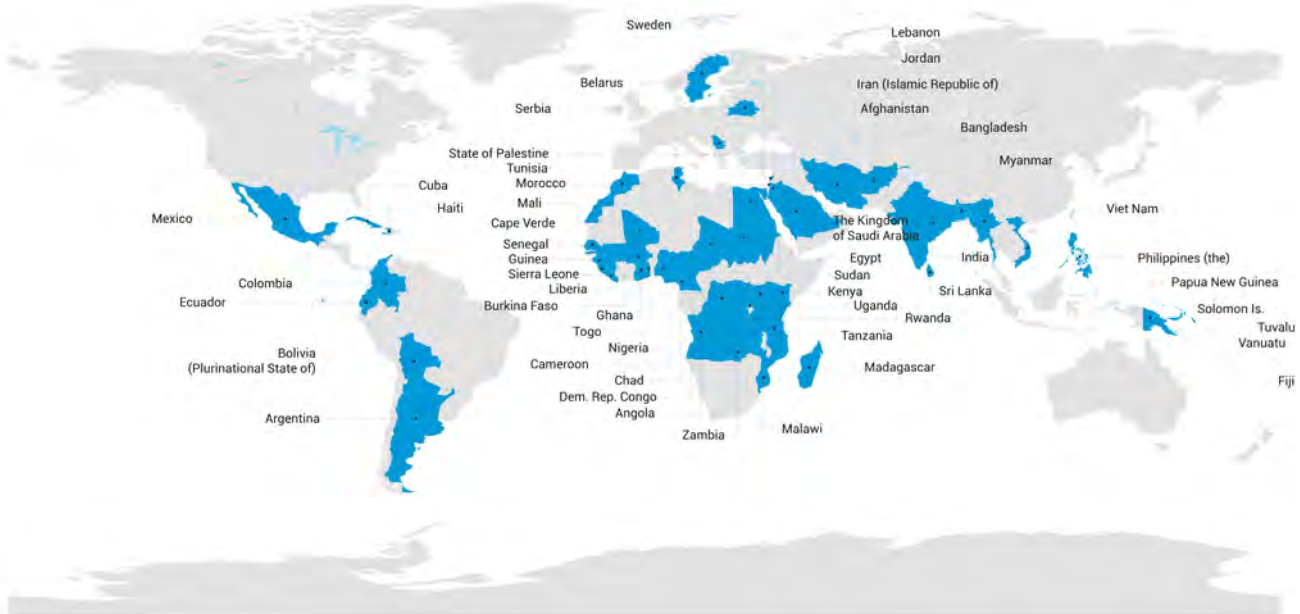 Sweden
Lebanon
Jordan
Belarus
Iran (Islamic Republic of)
Serbia
Afghanistan
Bangladesh
State of Palestine
Myanmar
Tunisia
Morocco
Cuba
Mali
Haiti
Viet Nam
Mexico
Cape Verde
The Kingdom
of Saudi Arabia
Senegal
Egypt
India
Philippines (the)
Guinea
Sierra Leone
Sudan
Papua New Guinea
Colombia
Liberia
Kenya
Sri Lanka
Ecuador
Burkina Faso
Uganda
Solomon Is.
Ghana
Rwanda
Tuvalu
Togo
Tanzania
Vanuatu
Nigeria
Bolivia
(Plurinational State of)
Cameroon
Madagascar
Chad
Fiji
Dem. Rep. Congo
Angola
Argentina
Zambia
Malawi